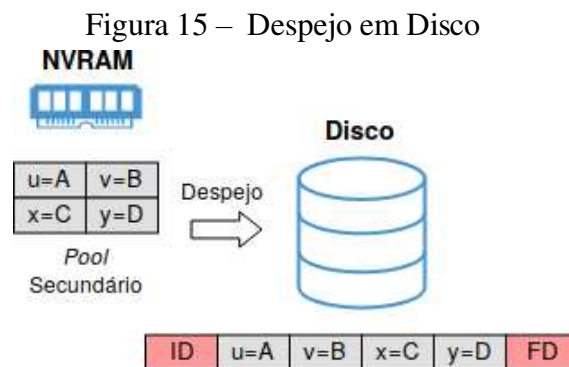 Figura 15 – Despejo em Disco
NVRAM
Disco
u=A v=B
x=C y=D
Despejo
Pool
Secundário
ID u=A v=B x=C y=D FD